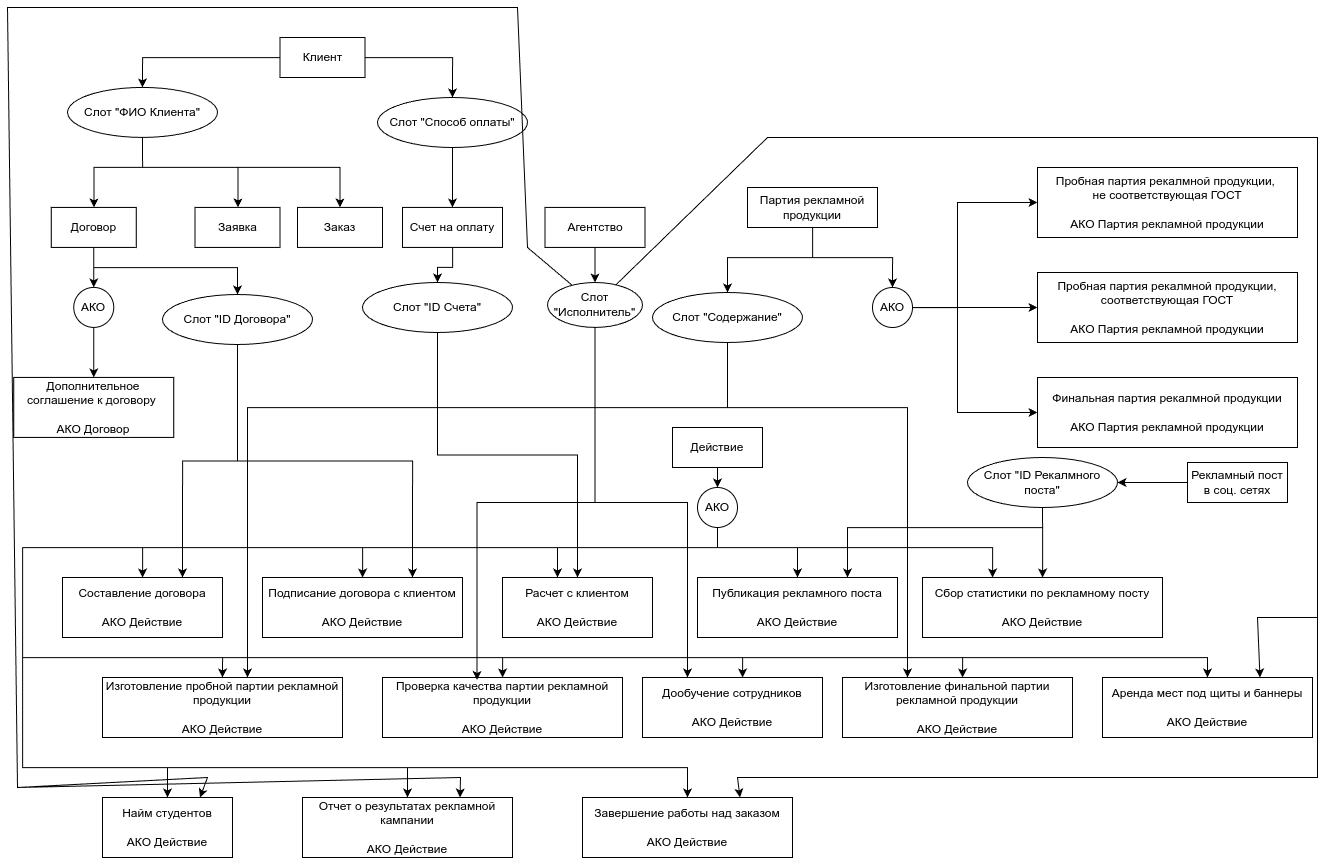 Клиент
Слот "ФИО Клиента"
Слот "Способ оплаты"
Договор
Заявка
Заказ
Счет на оплату
Агентство
Партия рекламной
продукции
Пробная партия рекалмной продукции,
не соответствующая ГОСТ
АКО Партия рекламной продукции
АКО
Слот "ID Договора"
Слот "ID Счета"
Слот
"Исполнитель"
Слот "Содержание"
АКО
Пробная партия рекламной продукции,
соответствующая ГОСТ
АКО Партия рекламной продукции
Дополнительное
соглашение к договору
АКО Договор
Финальная партия рекалмной продукции
АКО Партия рекламной продукции
Действие
АКО
Слот "ID Рекалмного
поста"
Рекламный пост
в соц. сетях
Составление договора
АКО Действие
Подписание договора с клиентом
АКО Действие
Расчет с клиентом
АКО Действие
Публикация рекламного поста
АКО Действие
Сбор статистики по рекламному посту
АКО Действие
Изготовление пробной партии рекламной
продукции
АКО Действие
Проверка качества партии рекламной
продукции
АКО Действие
Дообучение сотрудников
АКО Действие
Изготовление финальной партии
рекламной продукции
АКО Действие
Аренда мест под щиты и баннеры
АКО Действие
Найм студентов
АКО Действие
Отчет о результатах рекламной
кампании
АКО Действие
Завершение работы над заказом
АКО Действие